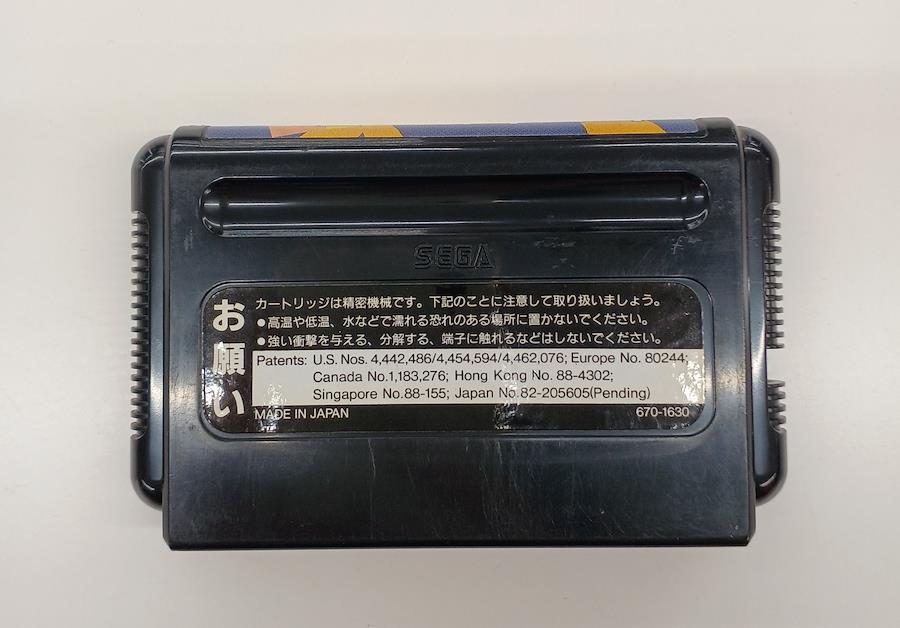 SEGA
お願い
カートリッジは精密機械です。下記のことに注意して取り扱いましょう。
●高温や低温、水などで濡れる恐れのある場所に置かないでください。
●強い衝撃を与える、分解する、端子に触れるなどはしないでください。
Patents: U.S. Nos. 4,442,486/4,454,594/4,462,076; Europe No. 80244;
Canada No.1,183,276; Hong Kong No. 88-4302;
Singapore No.88-155; Japan No.82-205605(Pending)
MADE IN JAPAN
670-1630